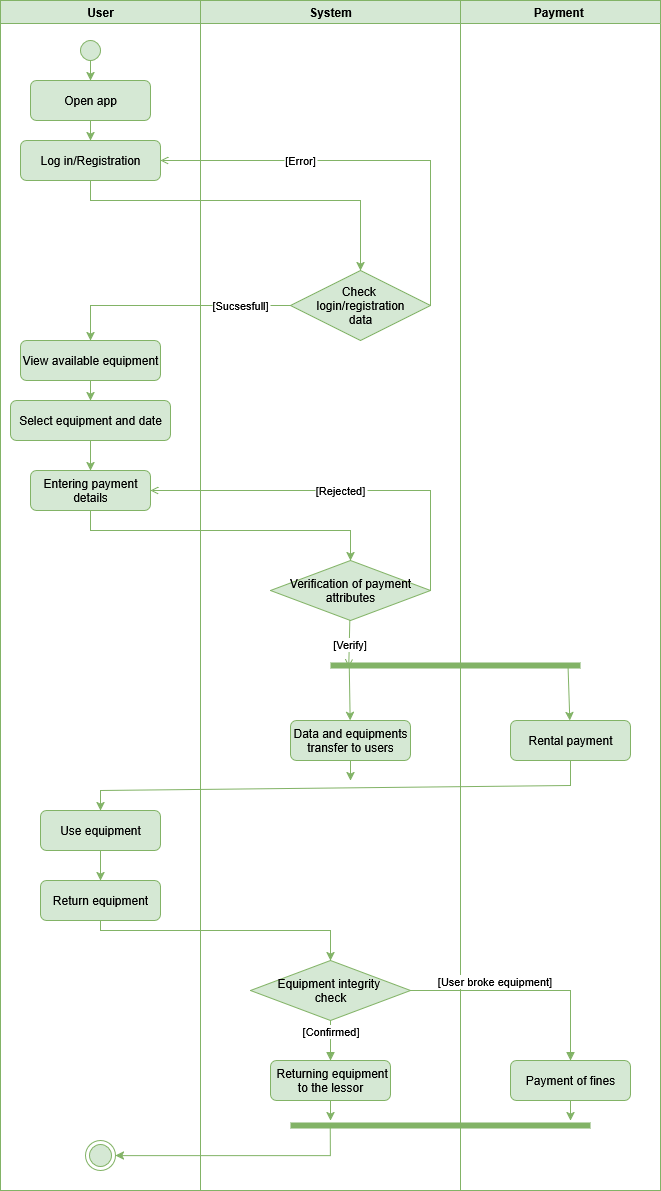 User
System
Payment
Open app
Log in/Registration
[Error]
Check
login/registration
data
[Sucsesfull]
View available equipment
Select equipment and date
Entering payment
details
[Rejected]
Verification of payment
attributes
[Verify]
Data and equipments
transfer to users
Rental payment
Use equipment
Return equipment
Equipment integrity
check
[User broke equipment]
[Confirmed]
Returning equipment
to the lessor
Payment of fines